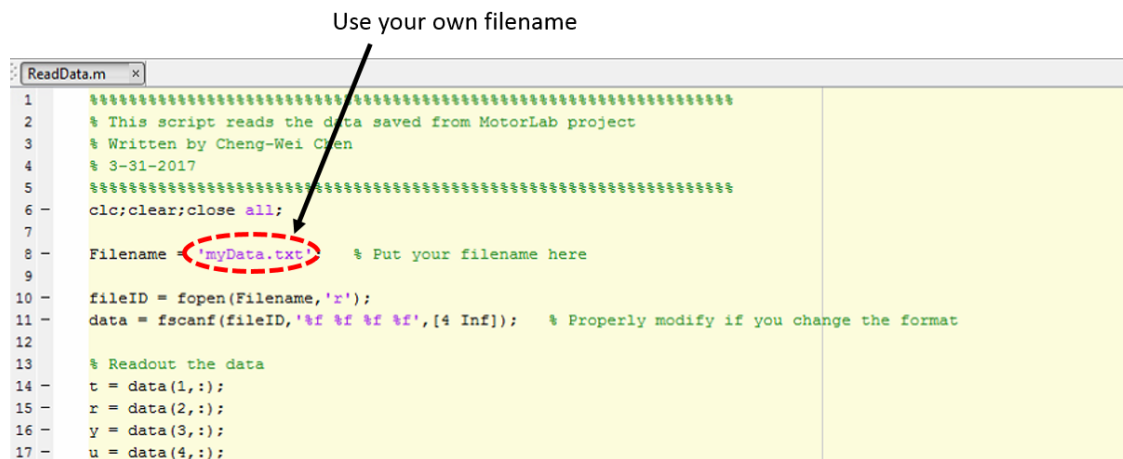 Use your own filename
ReadData.m ×
1 %%%%%%%%%%%%%%%%%%%%%%%%%%%%%%%%%%%%%%%%%%%%%%%%%%%%%%%%%%%%%%%%%%
2 % This script reads the data saved from MotorLab project
3 % Written by Cheng-Wei Chen
4 % 3-31-2017
5 %%%%%%%%%%%%%%%%%%%%%%%%%%%%%%%%%%%%%%%%%%%%%%%%%%%%%%%%%%%%%%%%%%
6 – clc;clear;close all;
7
8 – Filename = 'myData.txt'; % Put your filename here
9
10 – fileID = fopen(Filename,'r');
11 – data = fscanf(fileID,'%f %f %f %f',[4 Inf]); % Properly modify if you change the format
12
13 % Readout the data
14 – t = data(1,:);
15 – r = data(2,:);
16 – y = data(3,:);
17 – u = data(4,:);